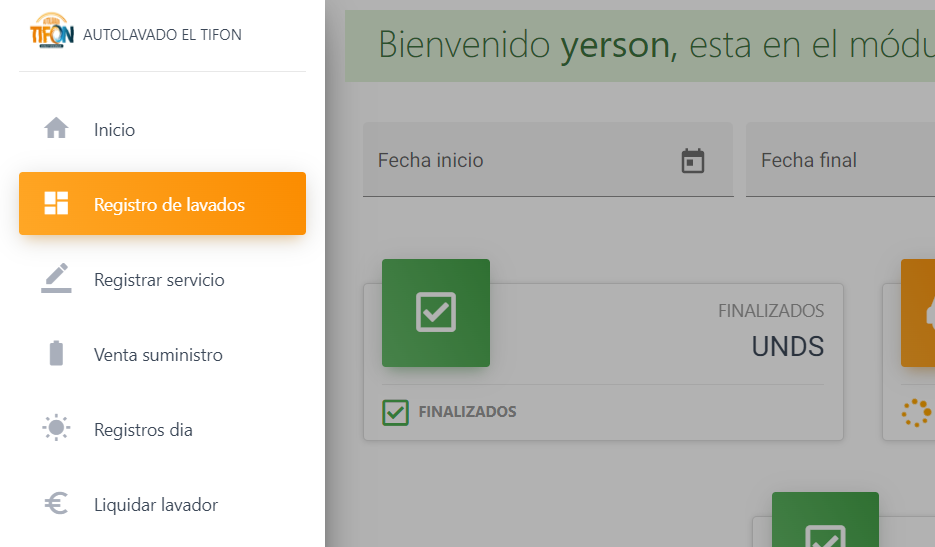 TIFON
AUTOLAVADO EL TIFON
Inicio
Registro de lavados
Registrar servicio
Venta suministro
Registros dia
Liquidar lavador
Bienvenido yerson, esta en el módu
Fecha inicio
Fecha final
FINALIZADOS
UNDS
FINALIZADOS